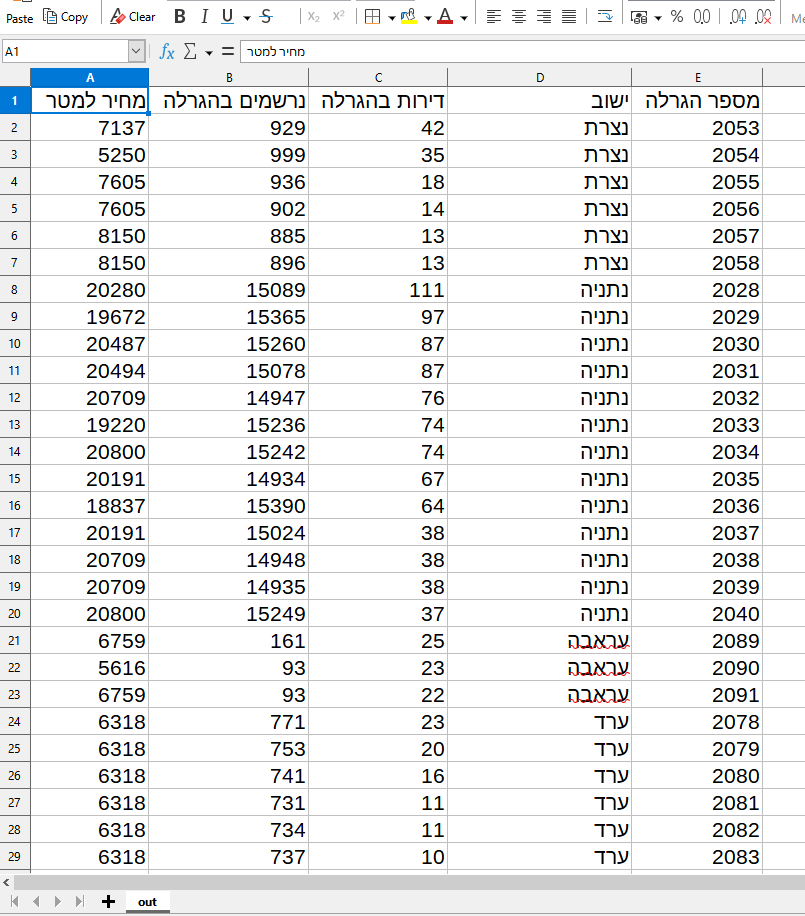 Paste Copy Clear B I U S X₂ X² % 0,0 .00 .00 Me
A1 fx Σ = מחיר למטר
A B C D E
1 מחיר למטר נרשמים בהגרלה דירות בהגרלה ישוב מספר הגרלה
2 7137 929 42 נצרת 2053
3 5250 999 35 נצרת 2054
4 7605 936 18 נצרת 2055
5 7605 902 14 נצרת 2056
6 8150 885 13 נצרת 2057
7 8150 896 13 נצרת 2058
8 20280 15089 111 נתניה 2028
9 19672 15365 97 נתניה 2029
10 20487 15260 87 נתניה 2030
11 20494 15078 87 נתניה 2031
12 20709 14947 76 נתניה 2032
13 19220 15236 74 נתניה 2033
14 20800 15242 74 נתניה 2034
15 20191 14934 67 נתניה 2035
16 18837 15390 64 נתניה 2036
17 20191 15024 38 נתניה 2037
18 20709 14948 38 נתניה 2038
19 20709 14935 38 נתניה 2039
20 20800 15249 37 נתניה 2040
21 6759 161 25 עראבה 2089
22 5616 93 23 עראבה 2090
23 6759 93 22 עראבה 2091
24 6318 771 23 ערד 2078
25 6318 753 20 ערד 2079
26 6318 741 16 ערד 2080
27 6318 731 11 ערד 2081
28 6318 734 11 ערד 2082
29 6318 737 10 ערד 2083
out